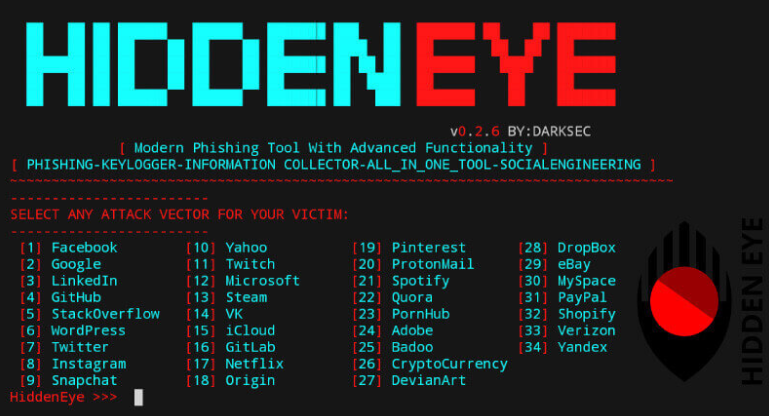 HIDDEN EYE
v0.2.6 BY:DARKSEC
[ Modern Phishing Tool With Advanced Functionality ]
[ PHISHING-KEYLOGGER-INFORMATION COLLECTOR-ALL_IN_ONE_TOOL-SOCIALENGINEERING ]
~~~~~~~~~~~~~~~~~~~~~~~~~~~~~~~~~~~~~~~~~~~~~~~~~~~~~~~~~~~~~~~~~~~~~~~~~~~~~~~~
------------------------
SELECT ANY ATTACK VECTOR FOR YOUR VICTIM:
------------------------
[1] Facebook [10] Yahoo [19] Pinterest [28] DropBox
[2] Google [11] Twitch [20] ProtonMail [29] eBay
[3] LinkedIn [12] Microsoft [21] Spotify [30] MySpace
[4] GitHub [13] Steam [22] Quora [31] PayPal
[5] StackOverflow [14] VK [23] PornHub [32] Shopify
[6] WordPress [15] iCloud [24] Adobe [33] Verizon
[7] Twitter [16] GitLab [25] Badoo [34] Yandex
[8] Instagram [17] Netflix [26] CryptoCurrency
[9] Snapchat [18] Origin [27] DevianArt
HiddenEye >>>
HIDDEN EYE